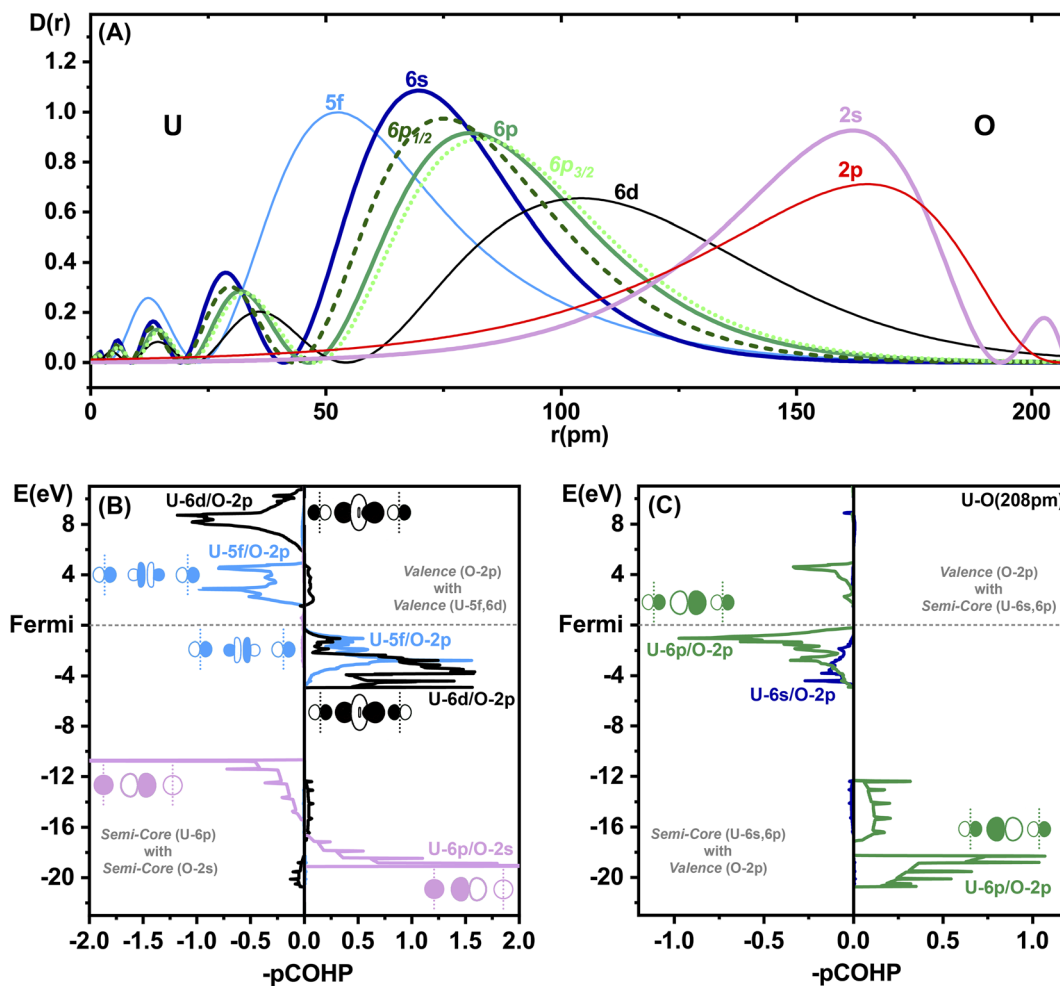 D(r)
(A)
1.2
1.0
0.8
0.6
0.4
0.2
0.0
U
5f
6s
6p1/2
6p
6p3/2
6d
2s
2p
O
0
50
100
150
200
r(pm)
E(eV)
(B)
8
4
Fermi
-4
-8
-12
-16
-20
U-6d/O-2p
U-5f/O-2p
Valence (O-2p)
with
Valence (U-5f,6d)
U-5f/O-2p
U-6d/O-2p
Semi-Core (U-6p)
with
Semi-Core (O-2s)
U-6p/O-2s
-2.0
-1.5
-1.0
-0.5
0.0
0.5
1.0
1.5
2.0
-pCOHP
E(eV)
(C)
U-O(208pm)
8
4
Fermi
-4
-8
-12
-16
-20
Valence (O-2p)
with
Semi-Core (U-6s,6p)
U-6p/O-2p
U-6s/O-2p
Semi-Core (U-6s,6p)
with
Valence (O-2p)
U-6p/O-2p
-1.0
-0.5
0.0
0.5
1.0
-pCOHP